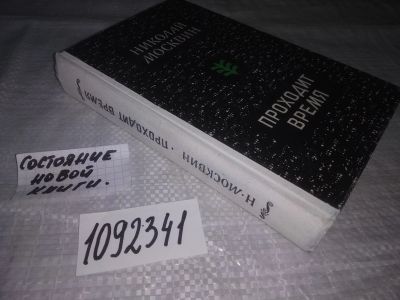 НИКОЛАЙ
МОСКВИН
ПРОХОДИТ
ВРЕМЯ
Н·МОСКВИН · ПРОХОДИТ ВРЕМЯ
СОСТОЯНИЕ
НОВОЙ
КНИГИ.
1092341